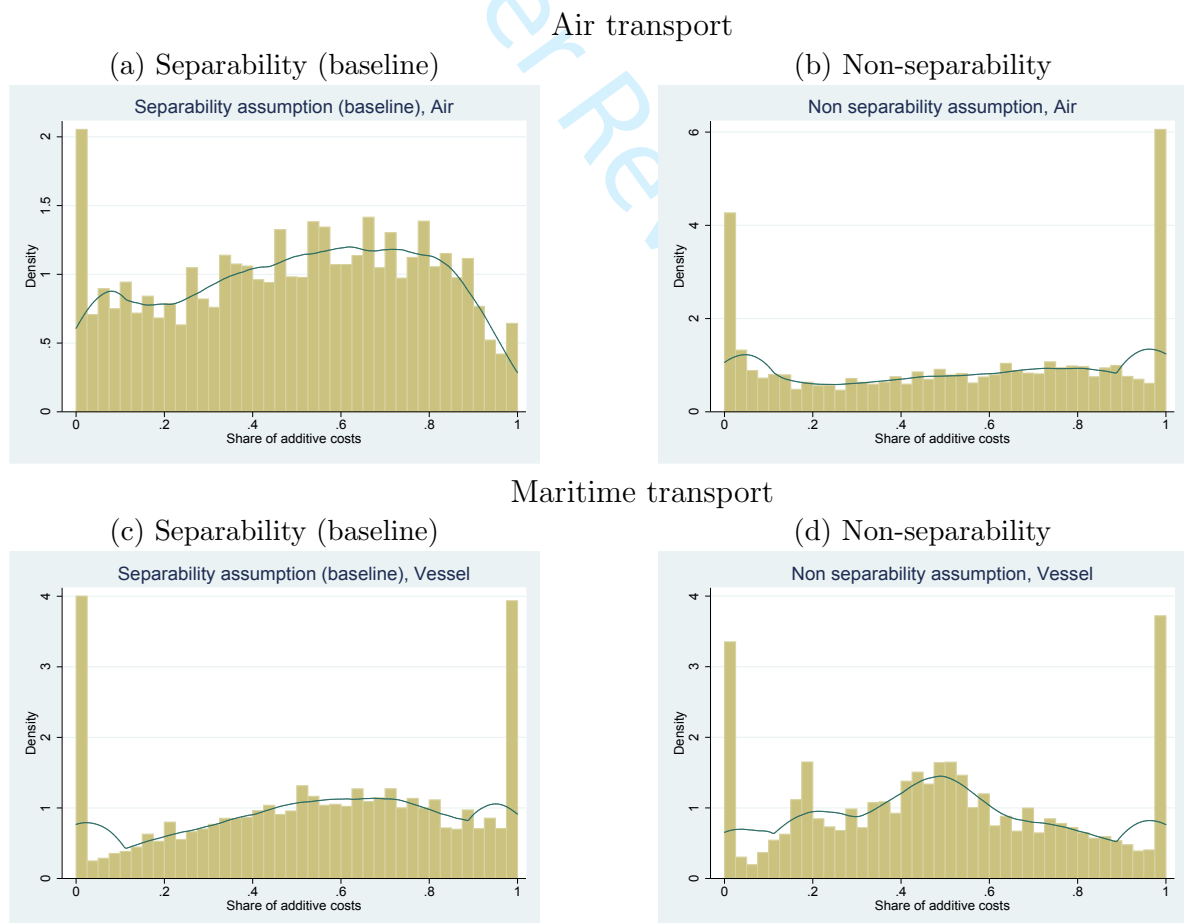 Air transport
(a) Separability (baseline)
(b) Non-separability
Separability assumption (baseline), Air
Density
2
1.5
1
.5
0
0 .2 .4 .6 .8 1
Share of additive costs
Non separability assumption, Air
Density
6
4
2
0
0 .2 .4 .6 .8 1
Share of additive costs
Maritime transport
(c) Separability (baseline)
(d) Non-separability
Separability assumption (baseline), Vessel
Density
4
3
2
1
0
0 .2 .4 .6 .8 1
Share of additive costs
Non separability assumption, Vessel
Density
4
3
2
1
0
0 .2 .4 .6 .8 1
Share of additive costs